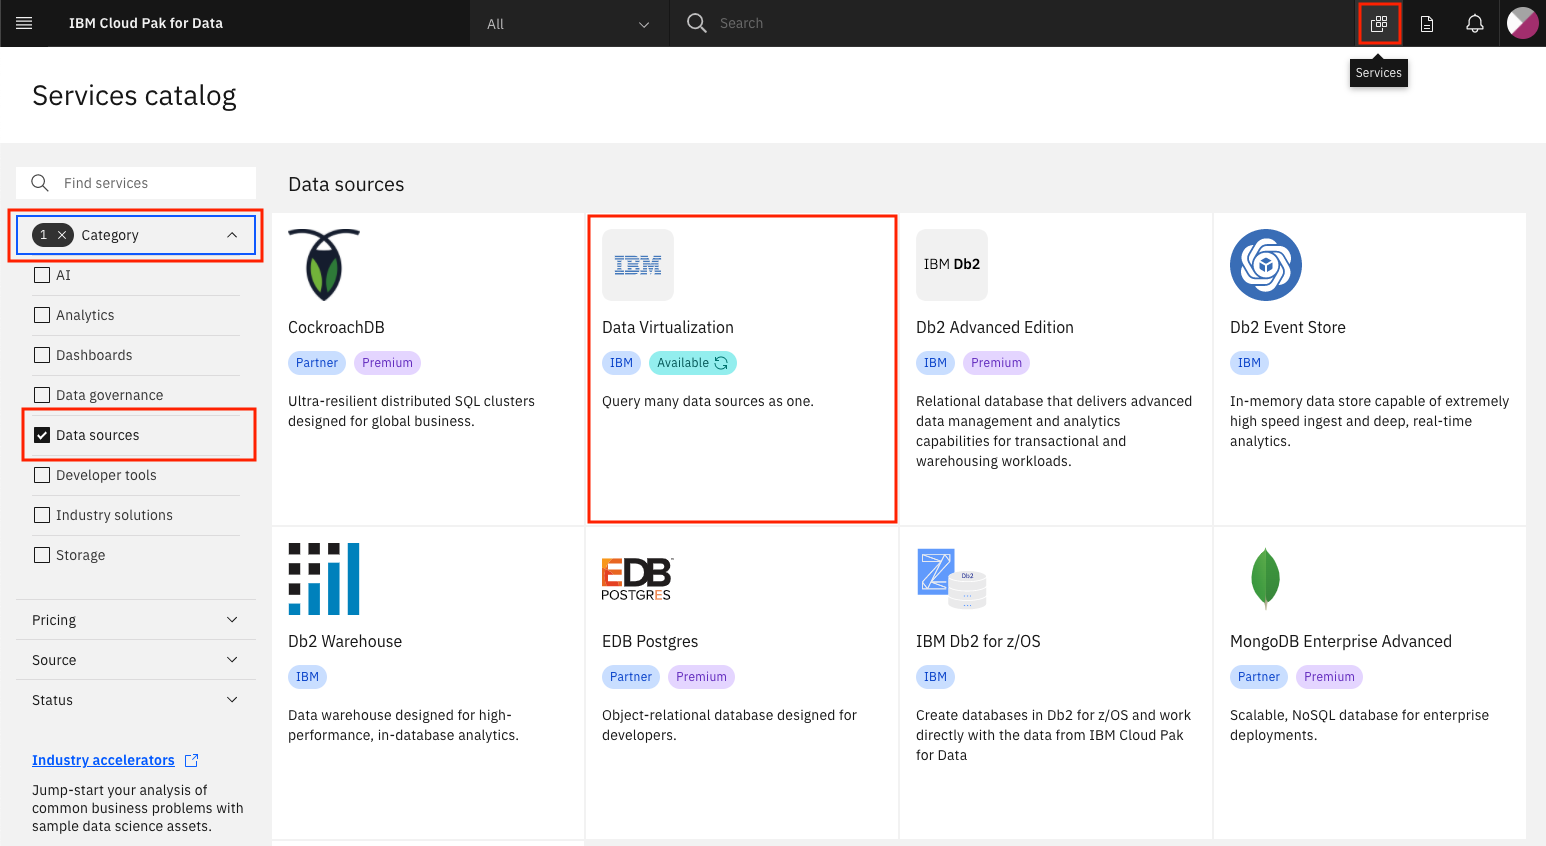 IBM Cloud Pak for Data
All
Search
Services
Services catalog
Find services
1 × Category
AI
Analytics
Dashboards
Data governance
Data sources
Developer tools
Industry solutions
Storage
Pricing
Source
Status
Industry accelerators
Jump-start your analysis of
common business problems with
sample data science assets.
Data sources
CockroachDB
Partner Premium
Ultra-resilient distributed SQL clusters
designed for global business.
IBM
Data Virtualization
IBM Available
Query many data sources as one.
IBM Db2
Db2 Advanced Edition
IBM Premium
Relational database that delivers advanced
data management and analytics
capabilities for transactional and
warehousing workloads.
Db2 Event Store
IBM
In-memory data store capable of extremely
high speed ingest and deep, real-time
analytics.
Db2 Warehouse
IBM
Data warehouse designed for high-
performance, in-database analytics.
EDB
POSTGRES
EDB Postgres
Partner Premium
Object-relational database designed for
developers.
Z
Db2
IBM Db2 for z/OS
IBM
Create databases in Db2 for z/OS and work
directly with the data from IBM Cloud Pak
for Data
MongoDB Enterprise Advanced
Partner Premium
Scalable, NoSQL database for enterprise
deployments.